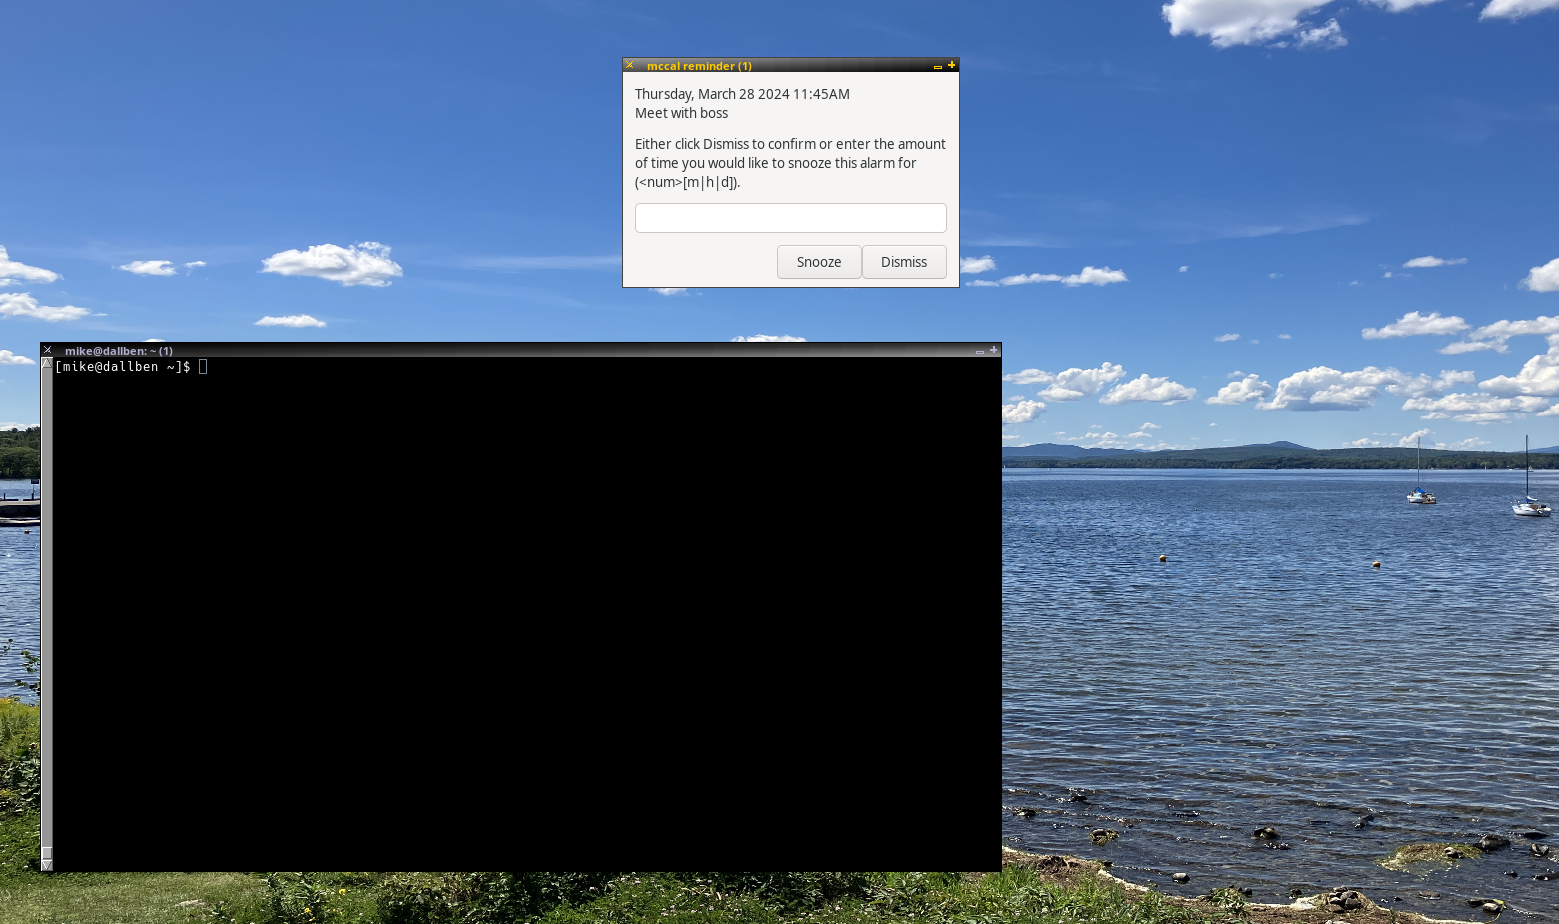 mccal reminder (1)
Thursday, March 28 2024 11:45AM
Meet with boss
Either click Dismiss to confirm or enter the amount
of time you would like to snooze this alarm for
(<num>[m|h|d]).
Snooze Dismiss
mike@dallben: ~ (1)
[mike@dallben ~]$